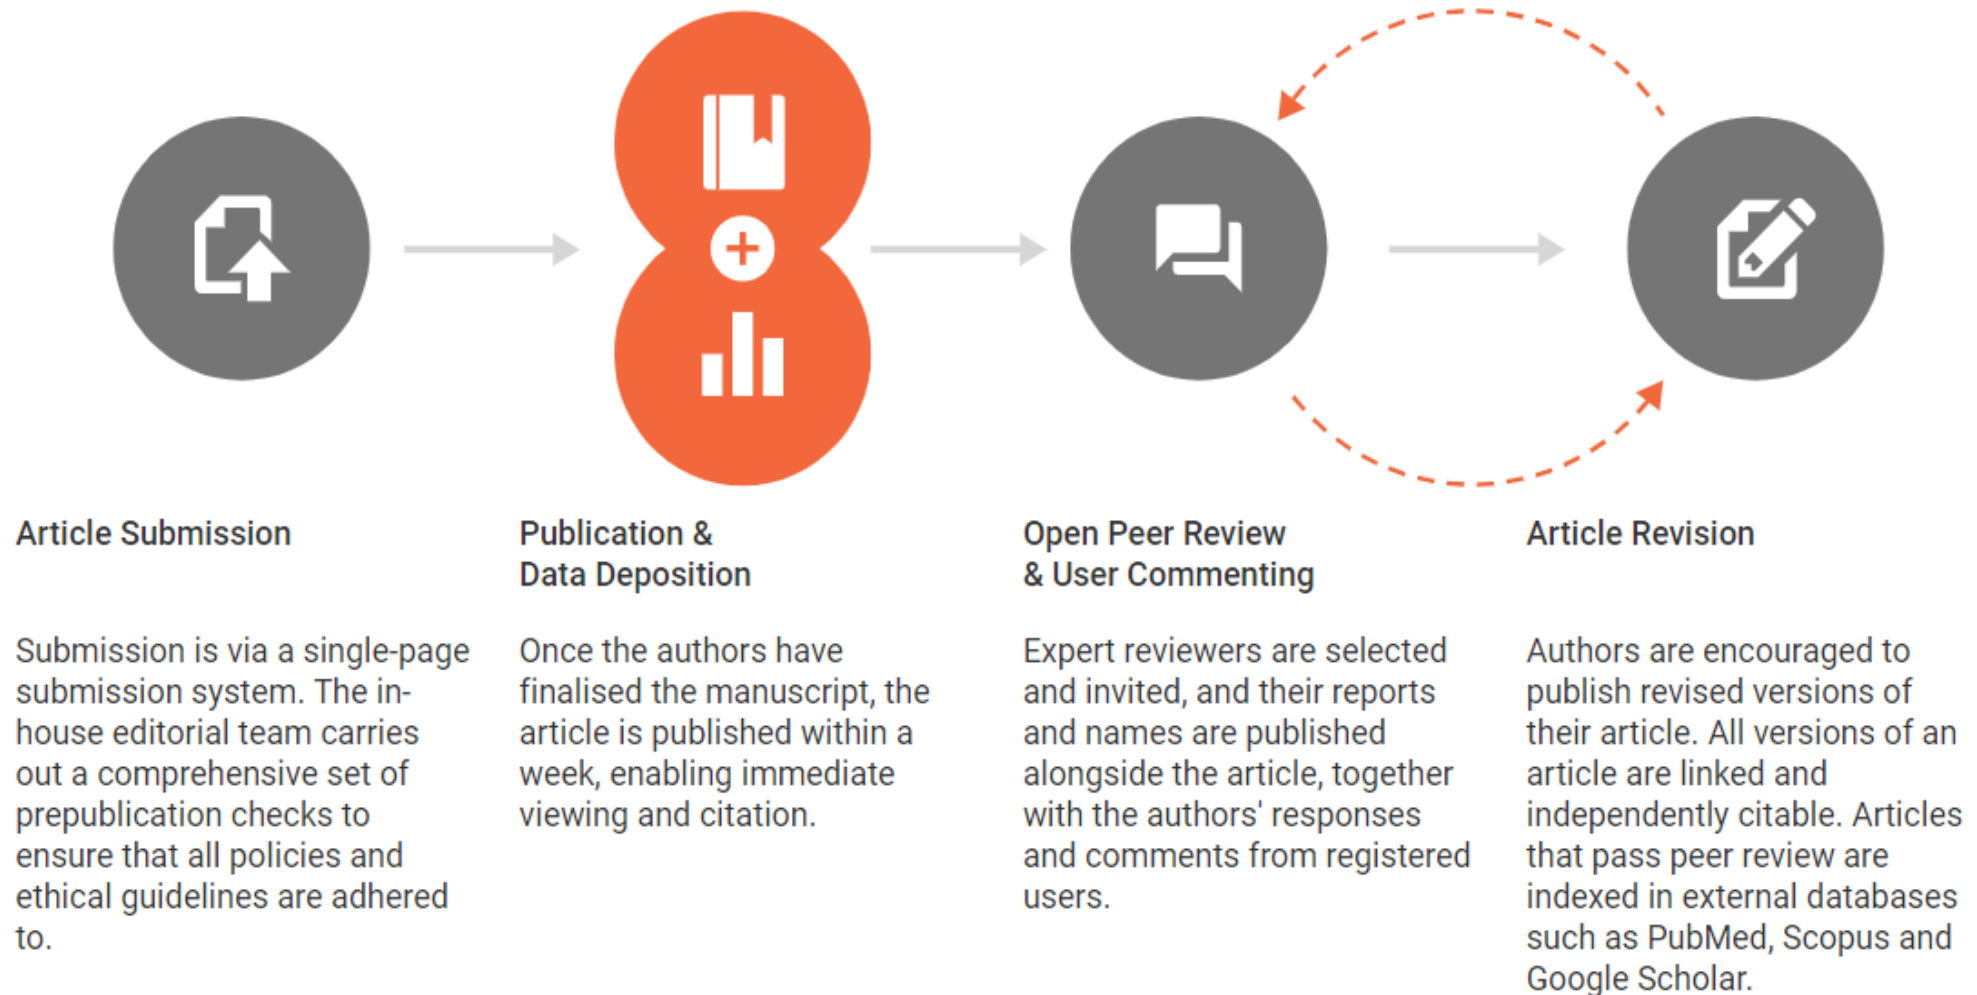 Article Submission
Submission is via a single-page
submission system. The in-
house editorial team carries
out a comprehensive set of
prepublication checks to
ensure that all policies and
ethical guidelines are adhered
to.
Publication &
Data Deposition
Once the authors have
finalised the manuscript, the
article is published within a
week, enabling immediate
viewing and citation.
Open Peer Review
& User Commenting
Expert reviewers are selected
and invited, and their reports
and names are published
alongside the article, together
with the authors' responses
and comments from registered
users.
Article Revision
Authors are encouraged to
publish revised versions of
their article. All versions of an
article are linked and
independently citable. Articles
that pass peer review are
indexed in external databases
such as PubMed, Scopus and
Google Scholar.